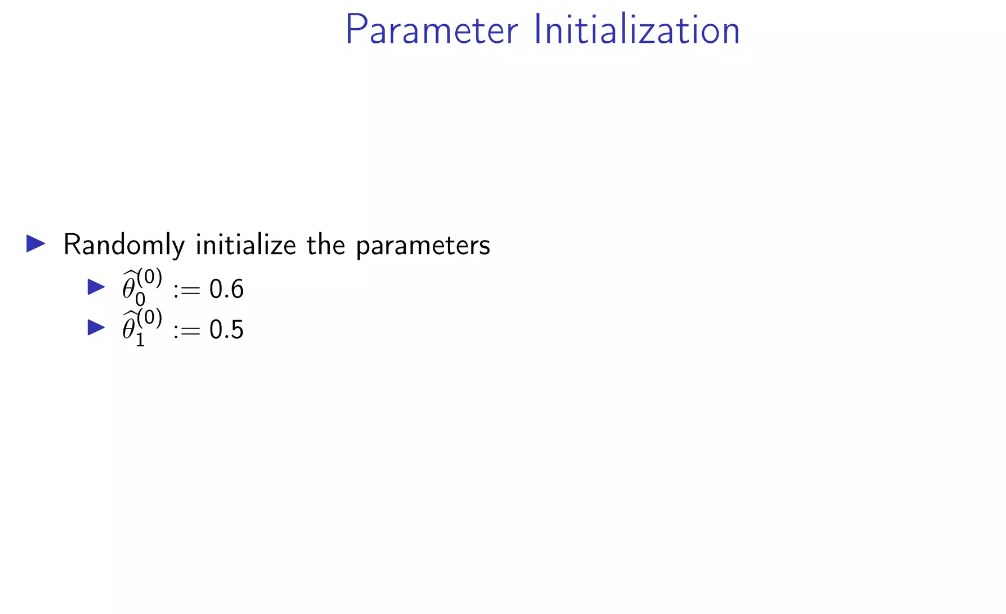 Parameter Initialization
▶ Randomly initialize the parameters
▶ θ̂₀⁽⁰⁾ := 0.6
▶ θ̂₁⁽⁰⁾ := 0.5